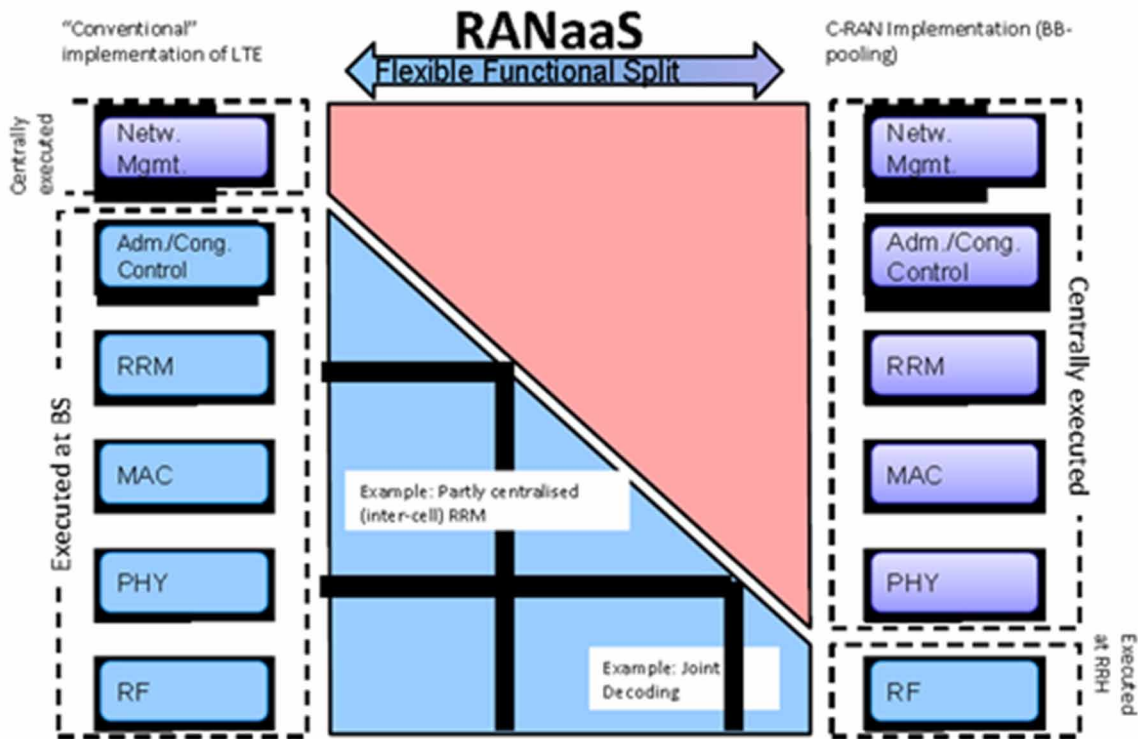 RANaaS
Flexible Functional Split
“Conventional”
implementation of LTE
Centrally
executed
Netw.
Mgmt.
Executed at BS
Adm./Cong.
Control
RRM
MAC
PHY
RF
Example: Partly centralised
(inter-cell) RRM
Example: Joint
Decoding
C-RAN Implementation (BB-
pooling)
Netw.
Mgmt.
Adm./Cong.
Control
RRM
MAC
PHY
Centrally executed
RF
Executed
at RRH